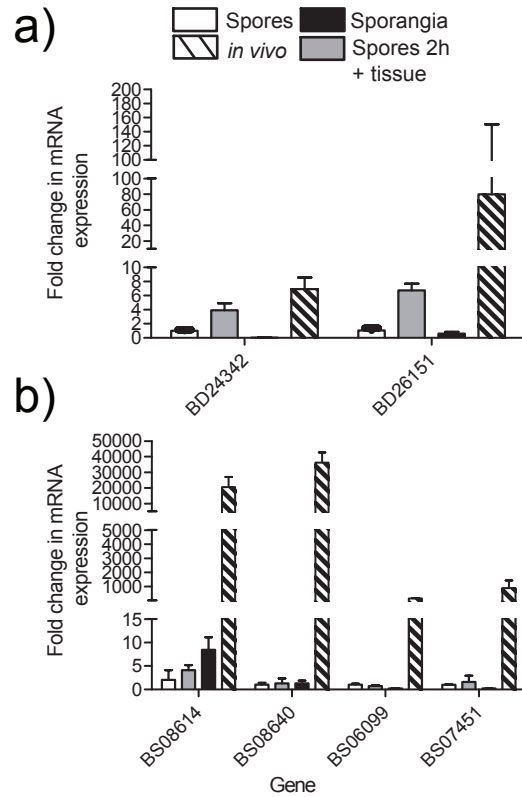 a)
Spores
Sporangia
in vivo
Spores 2h
+ tissue
Fold change in mRNA
expression
200
180
160
140
120
100
100
80
60
40
20
8
6
4
2
0
BD24342
BD26151
b)
Fold change in mRNA
expression
50000
40000
30000
20000
10000
5000
4000
3000
2000
1000
15
10
5
0
BS08614
BS08640
BS06099
BS07451
Gene